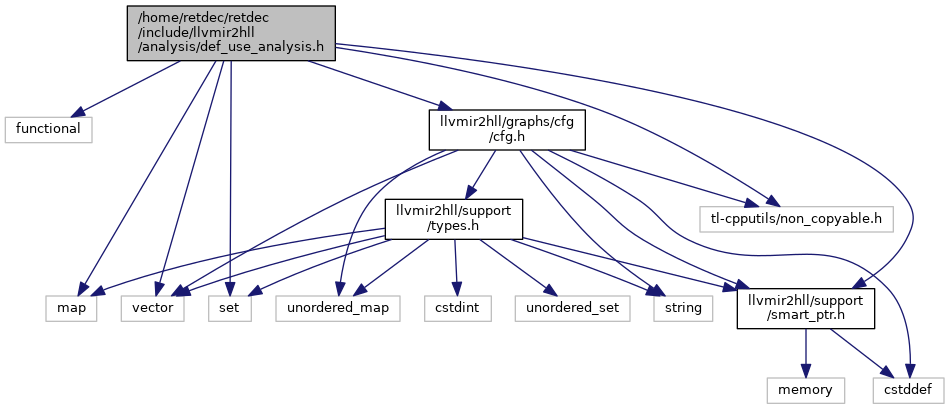 /home/retdec/retdec
/include/llvmir2hll
/analysis/def_use_analysis.h
functional
llvmir2hll/graphs/cfg
/cfg.h
llvmir2hll/support
/types.h
tl-cpputils/non_copyable.h
map
vector
set
unordered_map
cstdint
unordered_set
string
llvmir2hll/support
/smart_ptr.h
memory
cstddef